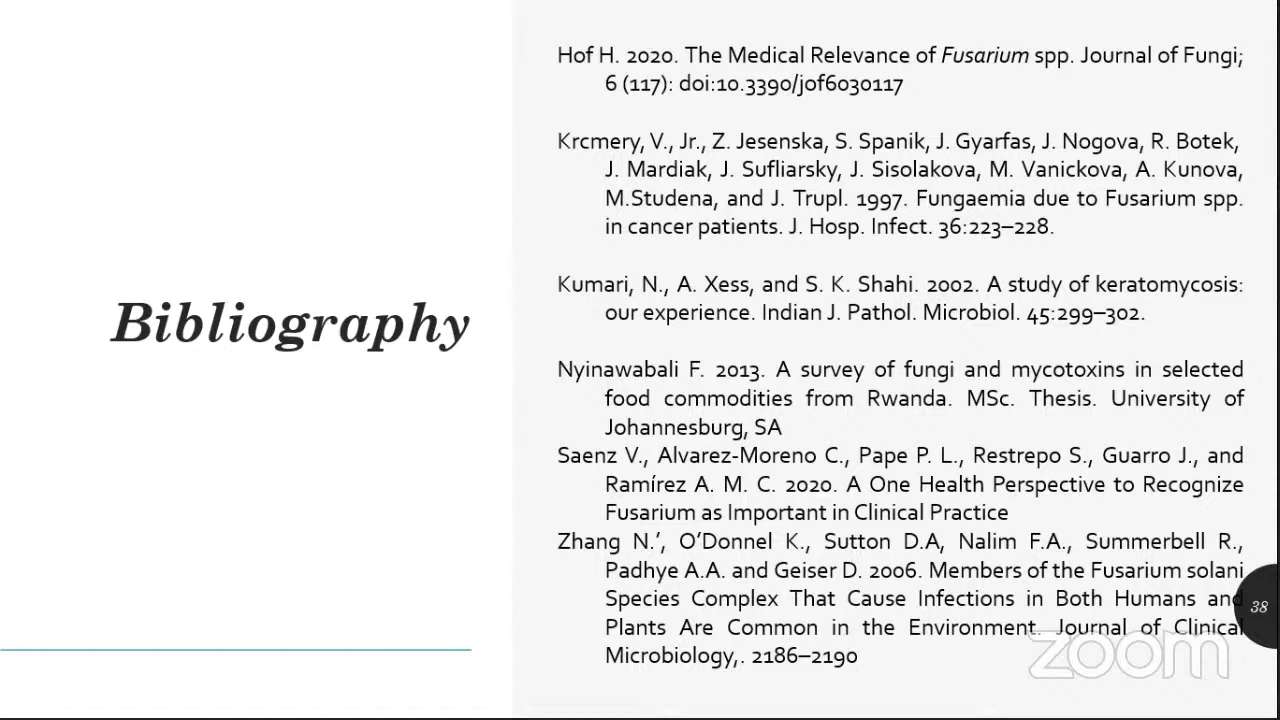 Bibliography
Hof H. 2020. The Medical Relevance of Fusarium spp. Journal of Fungi;
6 (117): doi:10.3390/jof6030117
Krcmery, V., Jr., Z. Jesenska, S. Spanik, J. Gyarfas, J. Nogova, R. Botek,
J. Mardiak, J. Sufliarsky, J. Sisolakova, M. Vanickova, A. Kunova,
M.Studena, and J. Trupl. 1997. Fungaemia due to Fusarium spp.
in cancer patients. J. Hosp. Infect. 36:223–228.
Kumari, N., A. Xess, and S. K. Shahi. 2002. A study of keratomycosis:
our experience. Indian J. Pathol. Microbiol. 45:299–302.
Nyinawabali F. 2013. A survey of fungi and mycotoxins in selected
food commodities from Rwanda. MSc. Thesis. University of
Johannesburg, SA
Saenz V., Alvarez-Moreno C., Pape P. L., Restrepo S., Guarro J., and
Ramírez A. M. C. 2020. A One Health Perspective to Recognize
Fusarium as Important in Clinical Practice
Zhang N.’, O’Donnel K., Sutton D.A, Nalim F.A., Summerbell R.,
Padhye A.A. and Geiser D. 2006. Members of the Fusarium solani
Species Complex That Cause Infections in Both Humans and
Plants Are Common in the Environment. Journal of Clinical
Microbiology,. 2186–2190
38
zoom